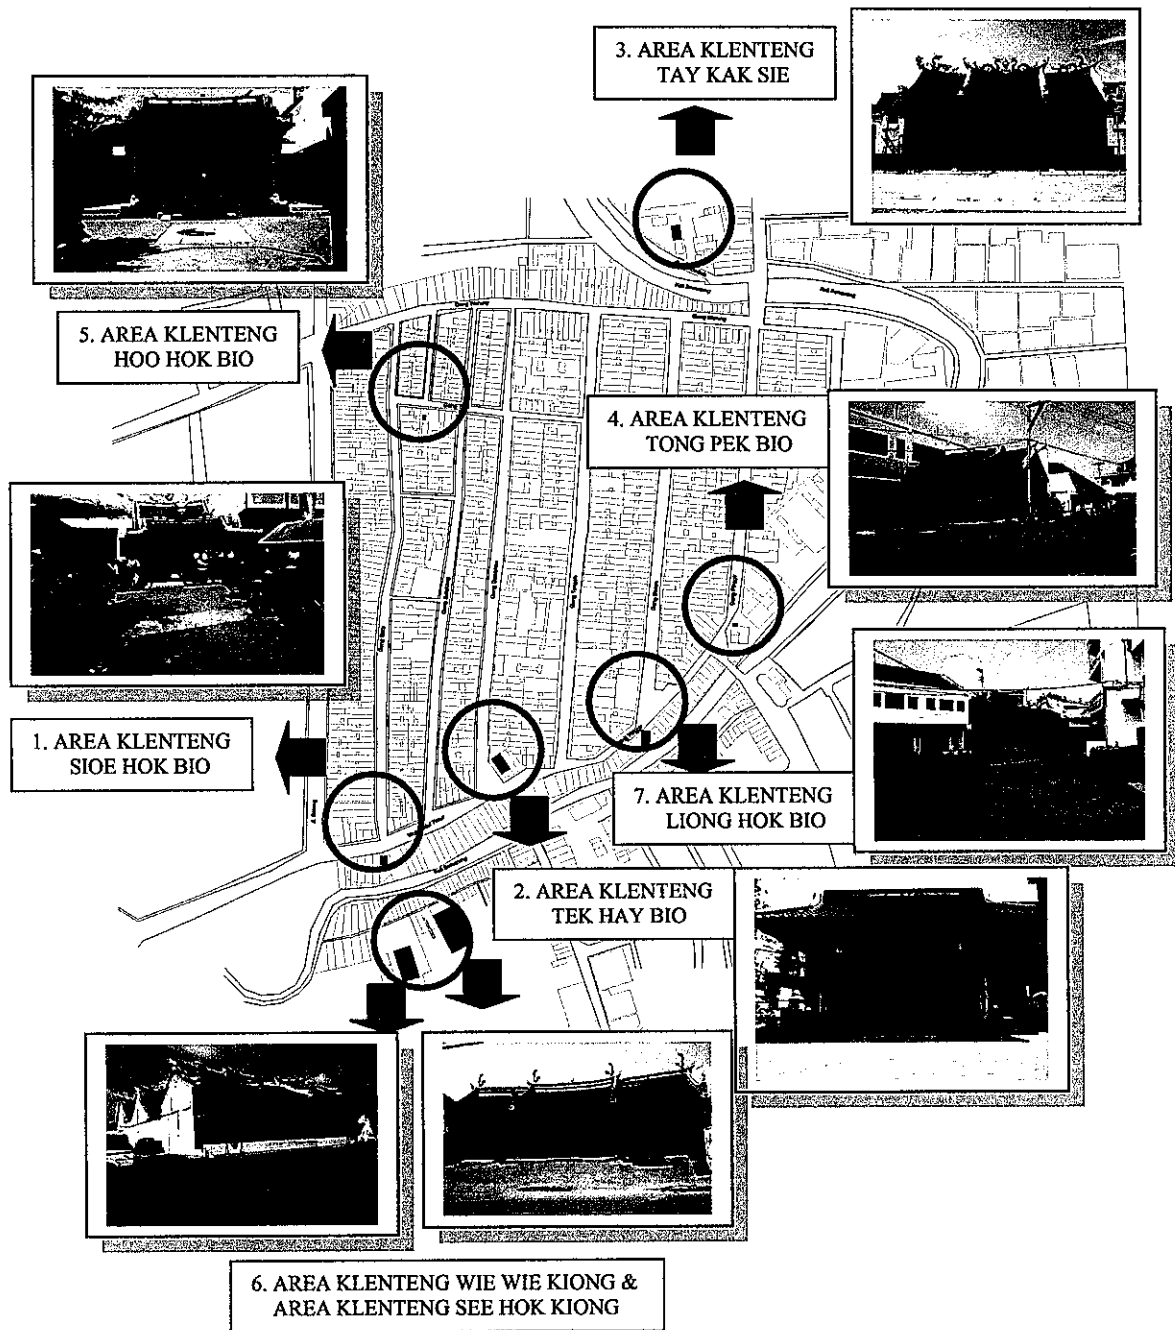 3. AREA KLENTENG
TAY KAK SIE
5. AREA KLENTENG
HOO HOK BIO
4. AREA KLENTENG
TONG PEK BIO
1. AREA KLENTENG
SIOE HOK BIO
7. AREA KLENTENG
LIONG HOK BIO
2. AREA KLENTENG
TEK HAY BIO
6. AREA KLENTENG WIE WIE KIONG &
AREA KLENTENG SEE HOK KIONG